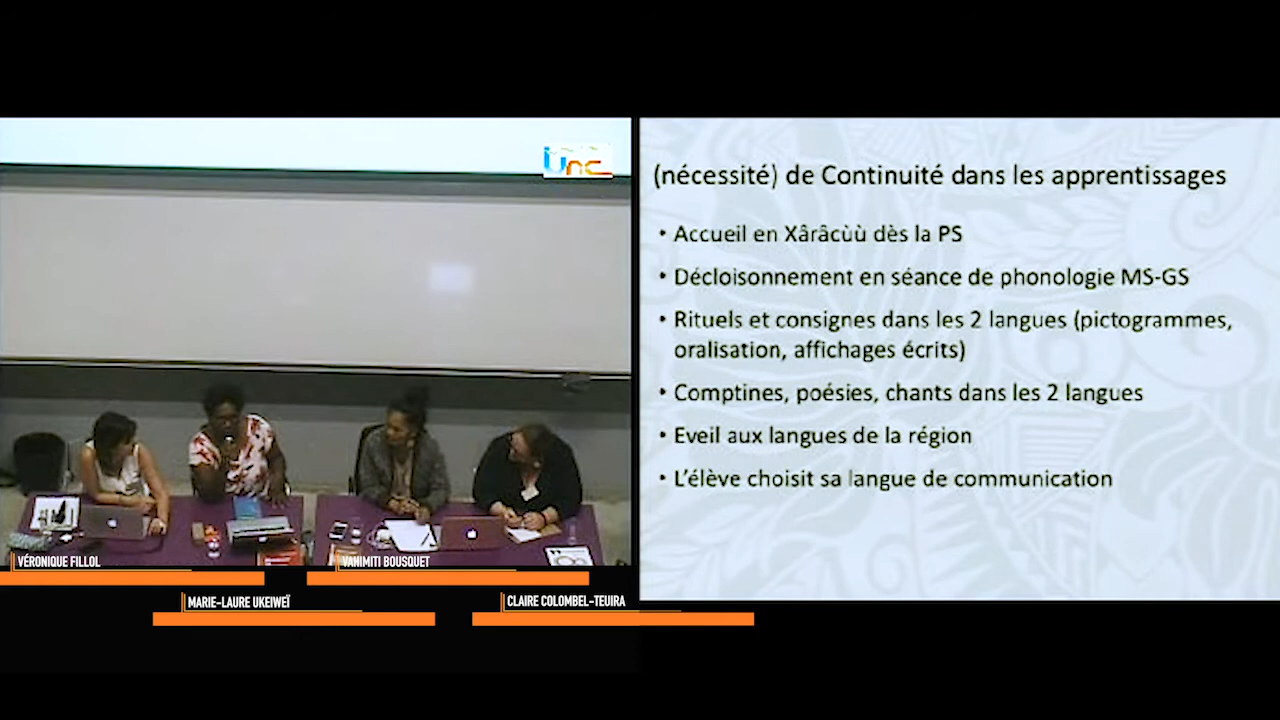 unc
(nécessité) de Continuité dans les apprentissages
• Accueil en Xârâcùù dès la PS
• Décloisonnement en séance de phonologie MS-GS
• Rituels et consignes dans les 2 langues (pictogrammes,
oralisation, affichages écrits)
• Comptines, poésies, chants dans les 2 langues
• Eveil aux langues de la région
• L'élève choisit sa langue de communication
VÉRONIQUE FILLOL
VANIMITI BOUSQUET
MARIE-LAURE UKEIWEÏ
CLAIRE COLOMBEL-TEUIRA